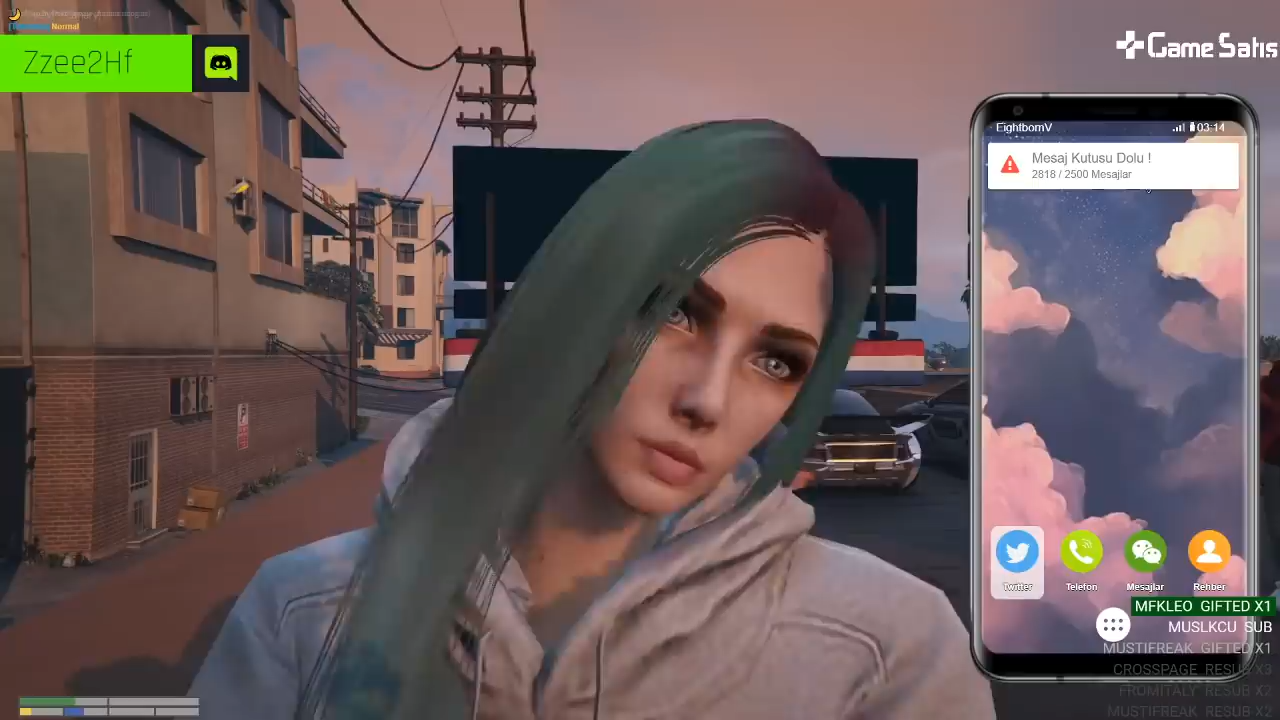 Normal
Zzee2Hf
Game Satış
EightbomV
03:14
Mesaj Kutusu Dolu !
2818 / 2500 Mesajlar
Twitter
Telefon
Mesajlar
Rehber
MFKLEO GIFTED X1
MUSLKCU SUB
MUSTIFREAK GIFTED X1
CROSSPAGE RESUB X3
FROMITALY RESUB X2
MUSTIFREAK RESUB X2